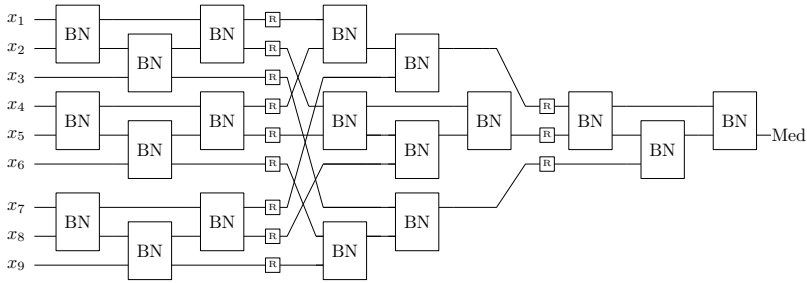 x₁ BN BN R BN
x₂ BN R BN
x₃ R
x₄ BN BN R BN BN R BN BN
x₅ BN R BN R BN Med
x₆ R R
x₇ BN BN R BN
x₈ BN R BN
x₉ R